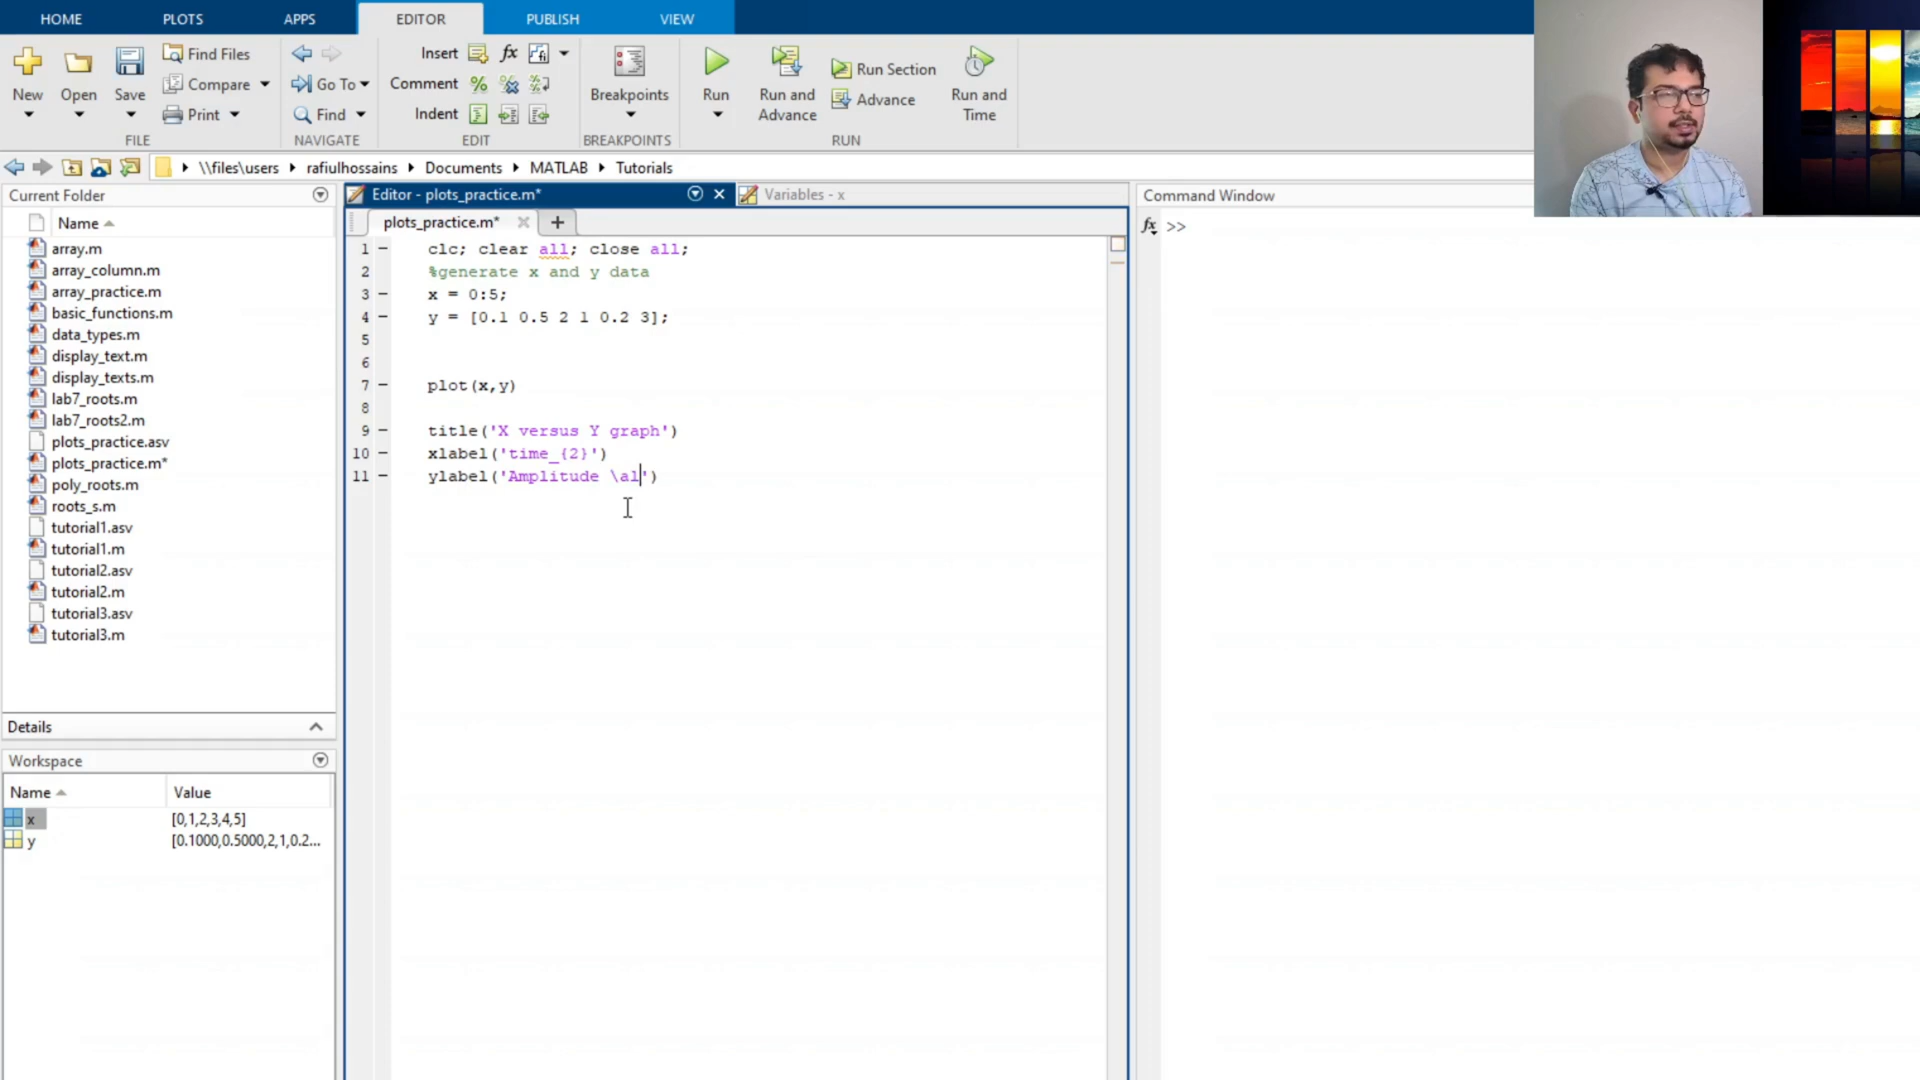 HOME PLOTS APPS EDITOR PUBLISH VIEW
New Open Save Find Files Compare Print
FILE
Go To Find
NAVIGATE
Insert fx
Comment
Indent
EDIT
Breakpoints
BREAKPOINTS
Run Run and Advance Run Section Advance Run and Time
RUN
\\files\users rafiulhossains Documents MATLAB Tutorials
Current Folder
Name
array.m
array_column.m
array_practice.m
basic_functions.m
data_types.m
display_text.m
display_texts.m
lab7_roots.m
lab7_roots2.m
plots_practice.asv
plots_practice.m*
poly_roots.m
roots_s.m
tutorial1.asv
tutorial1.m
tutorial2.asv
tutorial2.m
tutorial3.asv
tutorial3.m
Details
Workspace
Name Value
x [0,1,2,3,4,5]
y [0.1000,0.5000,2,1,0.2...
Editor - plots_practice.m* Variables - x
plots_practice.m* +
1 – clc; clear all; close all;
2 %generate x and y data
3 – x = 0:5;
4 – y = [0.1 0.5 2 1 0.2 3];
5
6
7 – plot(x,y)
8
9 – title('X versus Y graph')
10 – xlabel('time_{2}')
11 – ylabel('Amplitude \al')
Command Window
fx >>